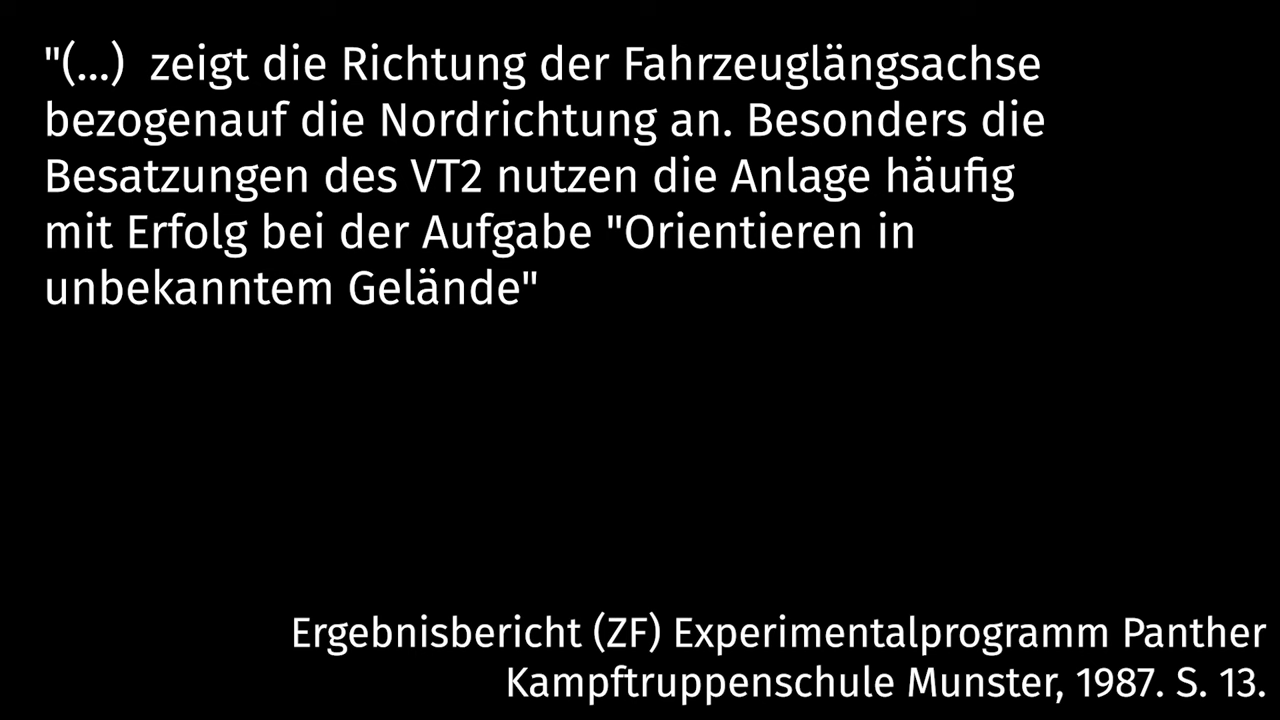 "(...)  zeigt die Richtung der Fahrzeuglängsachse
bezogenauf die Nordrichtung an. Besonders die
Besatzungen des VT2 nutzen die Anlage häufig
mit Erfolg bei der Aufgabe "Orientieren in
unbekanntem Gelände"
Ergebnisbericht (ZF) Experimentalprogramm Panther
Kampftruppenschule Munster, 1987. S. 13.